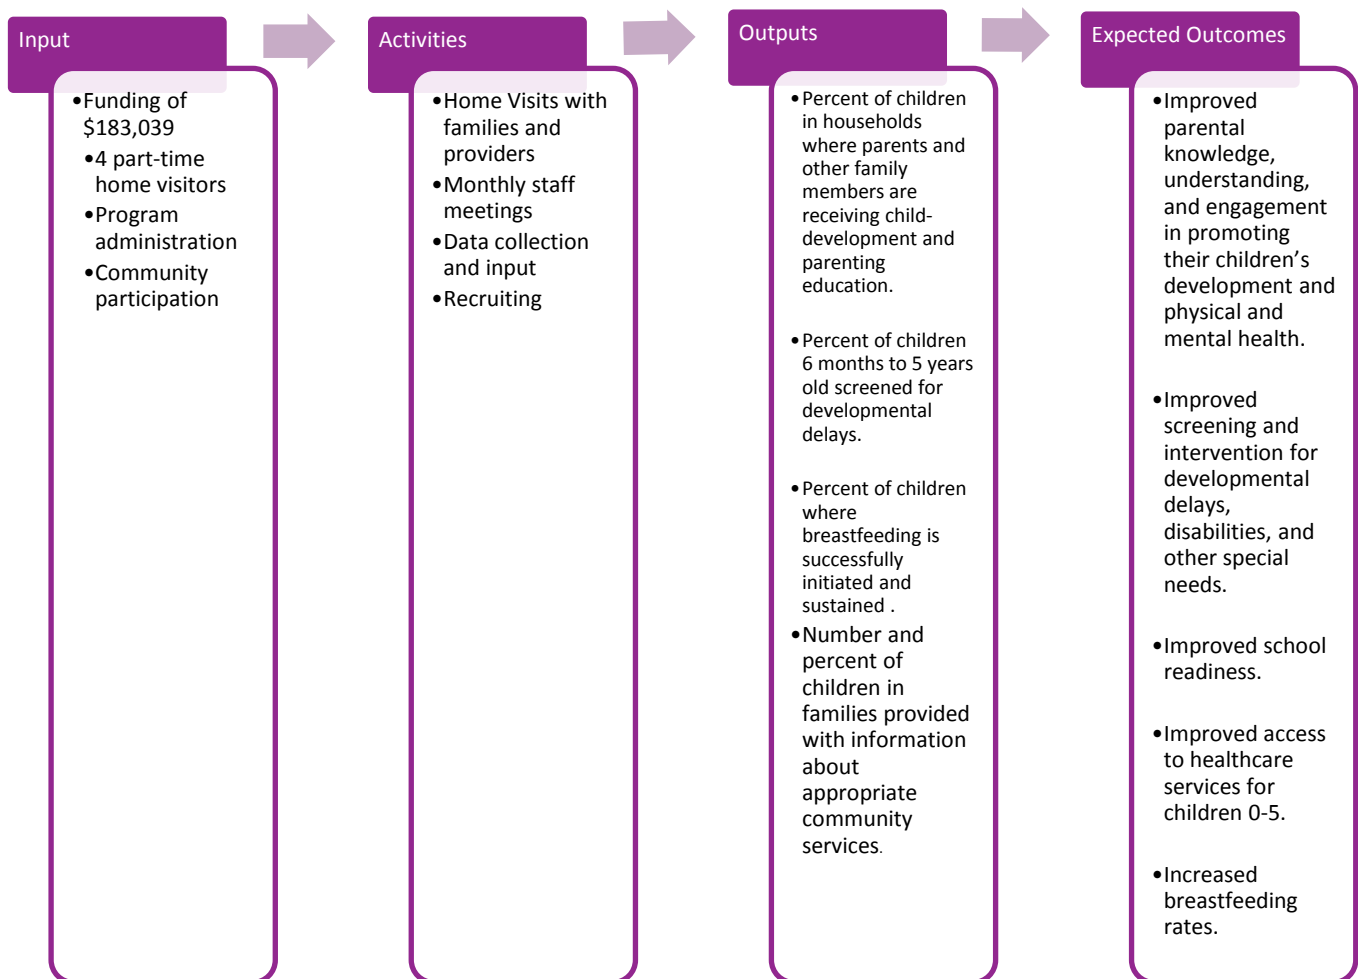 Input
•Funding of
$183,039
•4 part-time
home visitors
•Program
administration
•Community
participation
Activities
•Home Visits with
families and
providers
•Monthly staff
meetings
•Data collection
and input
•Recruiting
Outputs
•Percent of children
in households
where parents and
other family
members are
receiving child-
development and
parenting
education.
•Percent of children
6 months to 5 years
old screened for
developmental
delays.
•Percent of children
where
breastfeeding is
successfully
initiated and
sustained .
•Number and
percent of
children in
families provided
with information
about
appropriate
community
services.
Expected Outcomes
•Improved
parental
knowledge,
understanding,
and engagement
in promoting
their children’s
development and
physical and
mental health.
•Improved
screening and
intervention for
developmental
delays,
disabilities, and
other special
needs.
•Improved school
readiness.
•Improved access
to healthcare
services for
children 0-5.
•Increased
breastfeeding
rates.